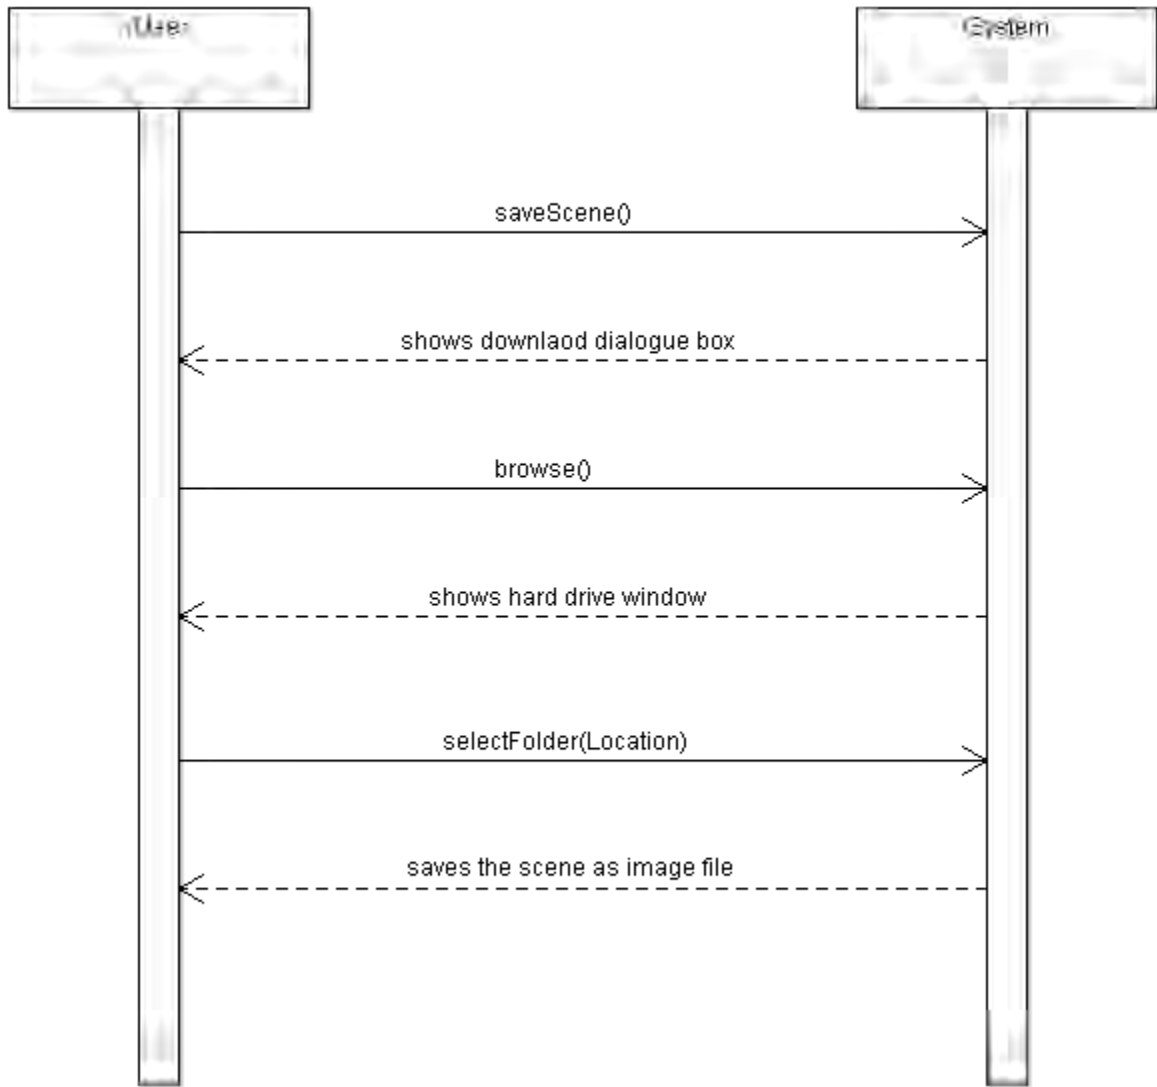 System
saveScene()
shows downlaod dialogue box
browse()
shows hard drive window
selectFolder(Location)
saves the scene as image file